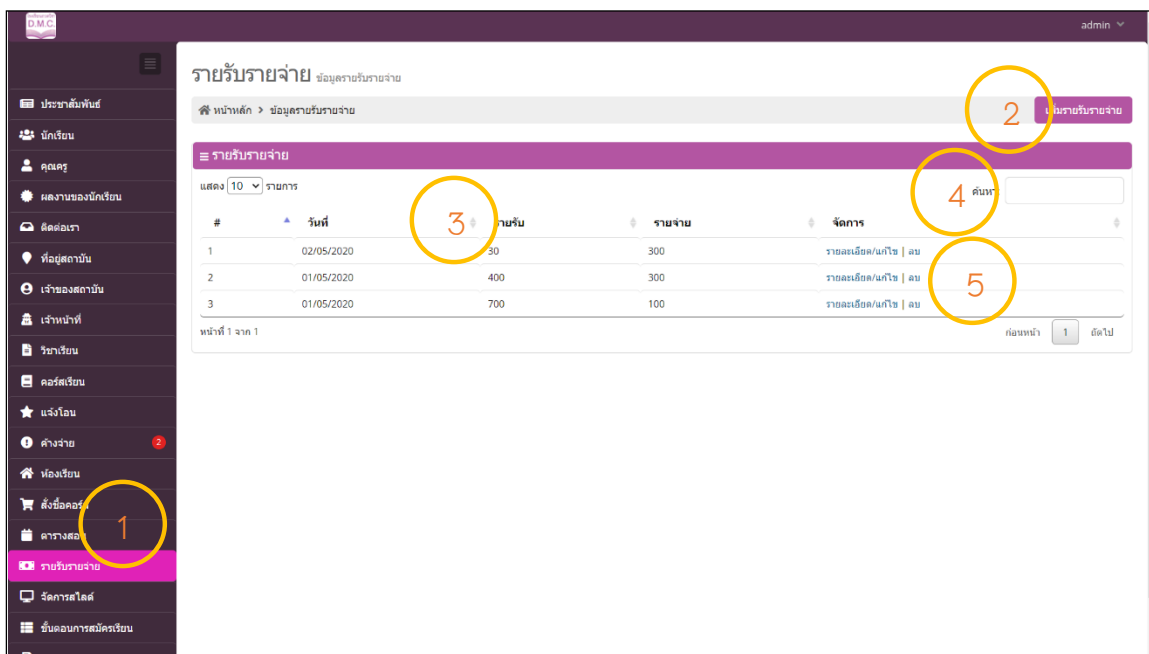 D.M.C.
admin
รายรับรายจ่าย ข้อมูลรายรับรายจ่าย
หน้าหลัก > ข้อมูลรายรับรายจ่าย
2
เพิ่มรายรับรายจ่าย
รายรับรายจ่าย
แสดง 10 รายการ
4
ค้นหา
# วันที่ 3 รายรับ รายจ่าย จัดการ
1 02/05/2020 30 300 รายละเอียด/แก้ไข | ลบ
2 01/05/2020 400 300 รายละเอียด/แก้ไข | ลบ
5
3 01/05/2020 700 100 รายละเอียด/แก้ไข | ลบ
หน้าที่ 1 จาก 1
ก่อนหน้า 1 ถัดไป
ประชาสัมพันธ์
นักเรียน
คุณครู
ผลงานของนักเรียน
ติดต่อเรา
ที่อยู่สถาบัน
เจ้าของสถาบัน
เจ้าหน้าที่
วิชาเรียน
คอร์สเรียน
แจ้งโอน
ค้างจ่าย 2
ห้องเรียน
สั่งซื้อคอร์ส
1
ตารางสอน
รายรับรายจ่าย
จัดการสไลด์
ขั้นตอนการสมัครเรียน